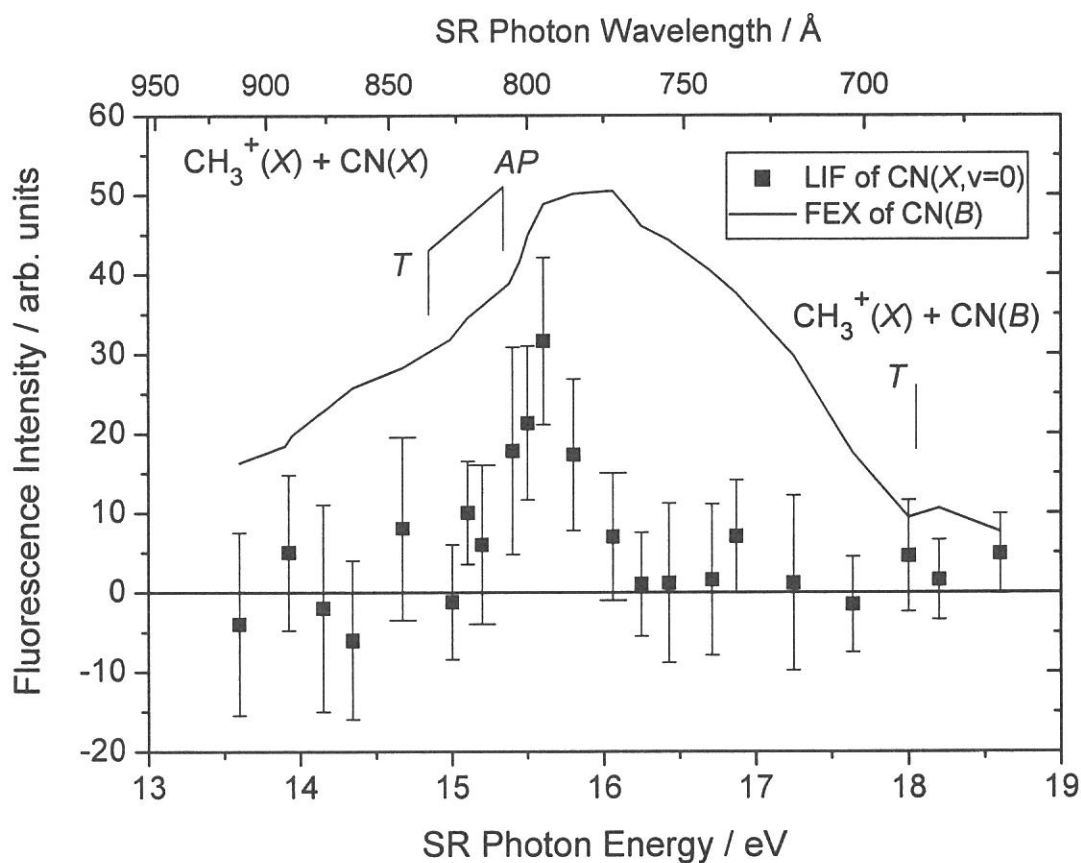 SR Photon Wavelength / Å
950 900 850 800 750 700
60
50
40
30
20
10
0
-10
-20
Fluorescence Intensity / arb. units
CH₃⁺(X) + CN(X)
AP
T
LIF of CN(X,v=0)
FEX of CN(B)
CH₃⁺(X) + CN(B)
T
13 14 15 16 17 18 19
SR Photon Energy / eV